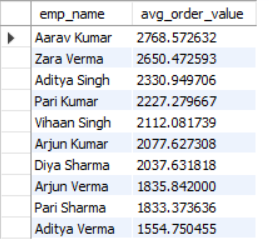 emp_name avg_order_value
Aarav Kumar 2768.572632
Zara Verma 2650.472593
Aditya Singh 2330.949706
Pari Kumar 2227.279667
Vihaan Singh 2112.081739
Arjun Kumar 2077.627308
Diya Sharma 2037.631818
Arjun Verma 1835.842000
Pari Sharma 1833.373636
Aditya Verma 1554.750455